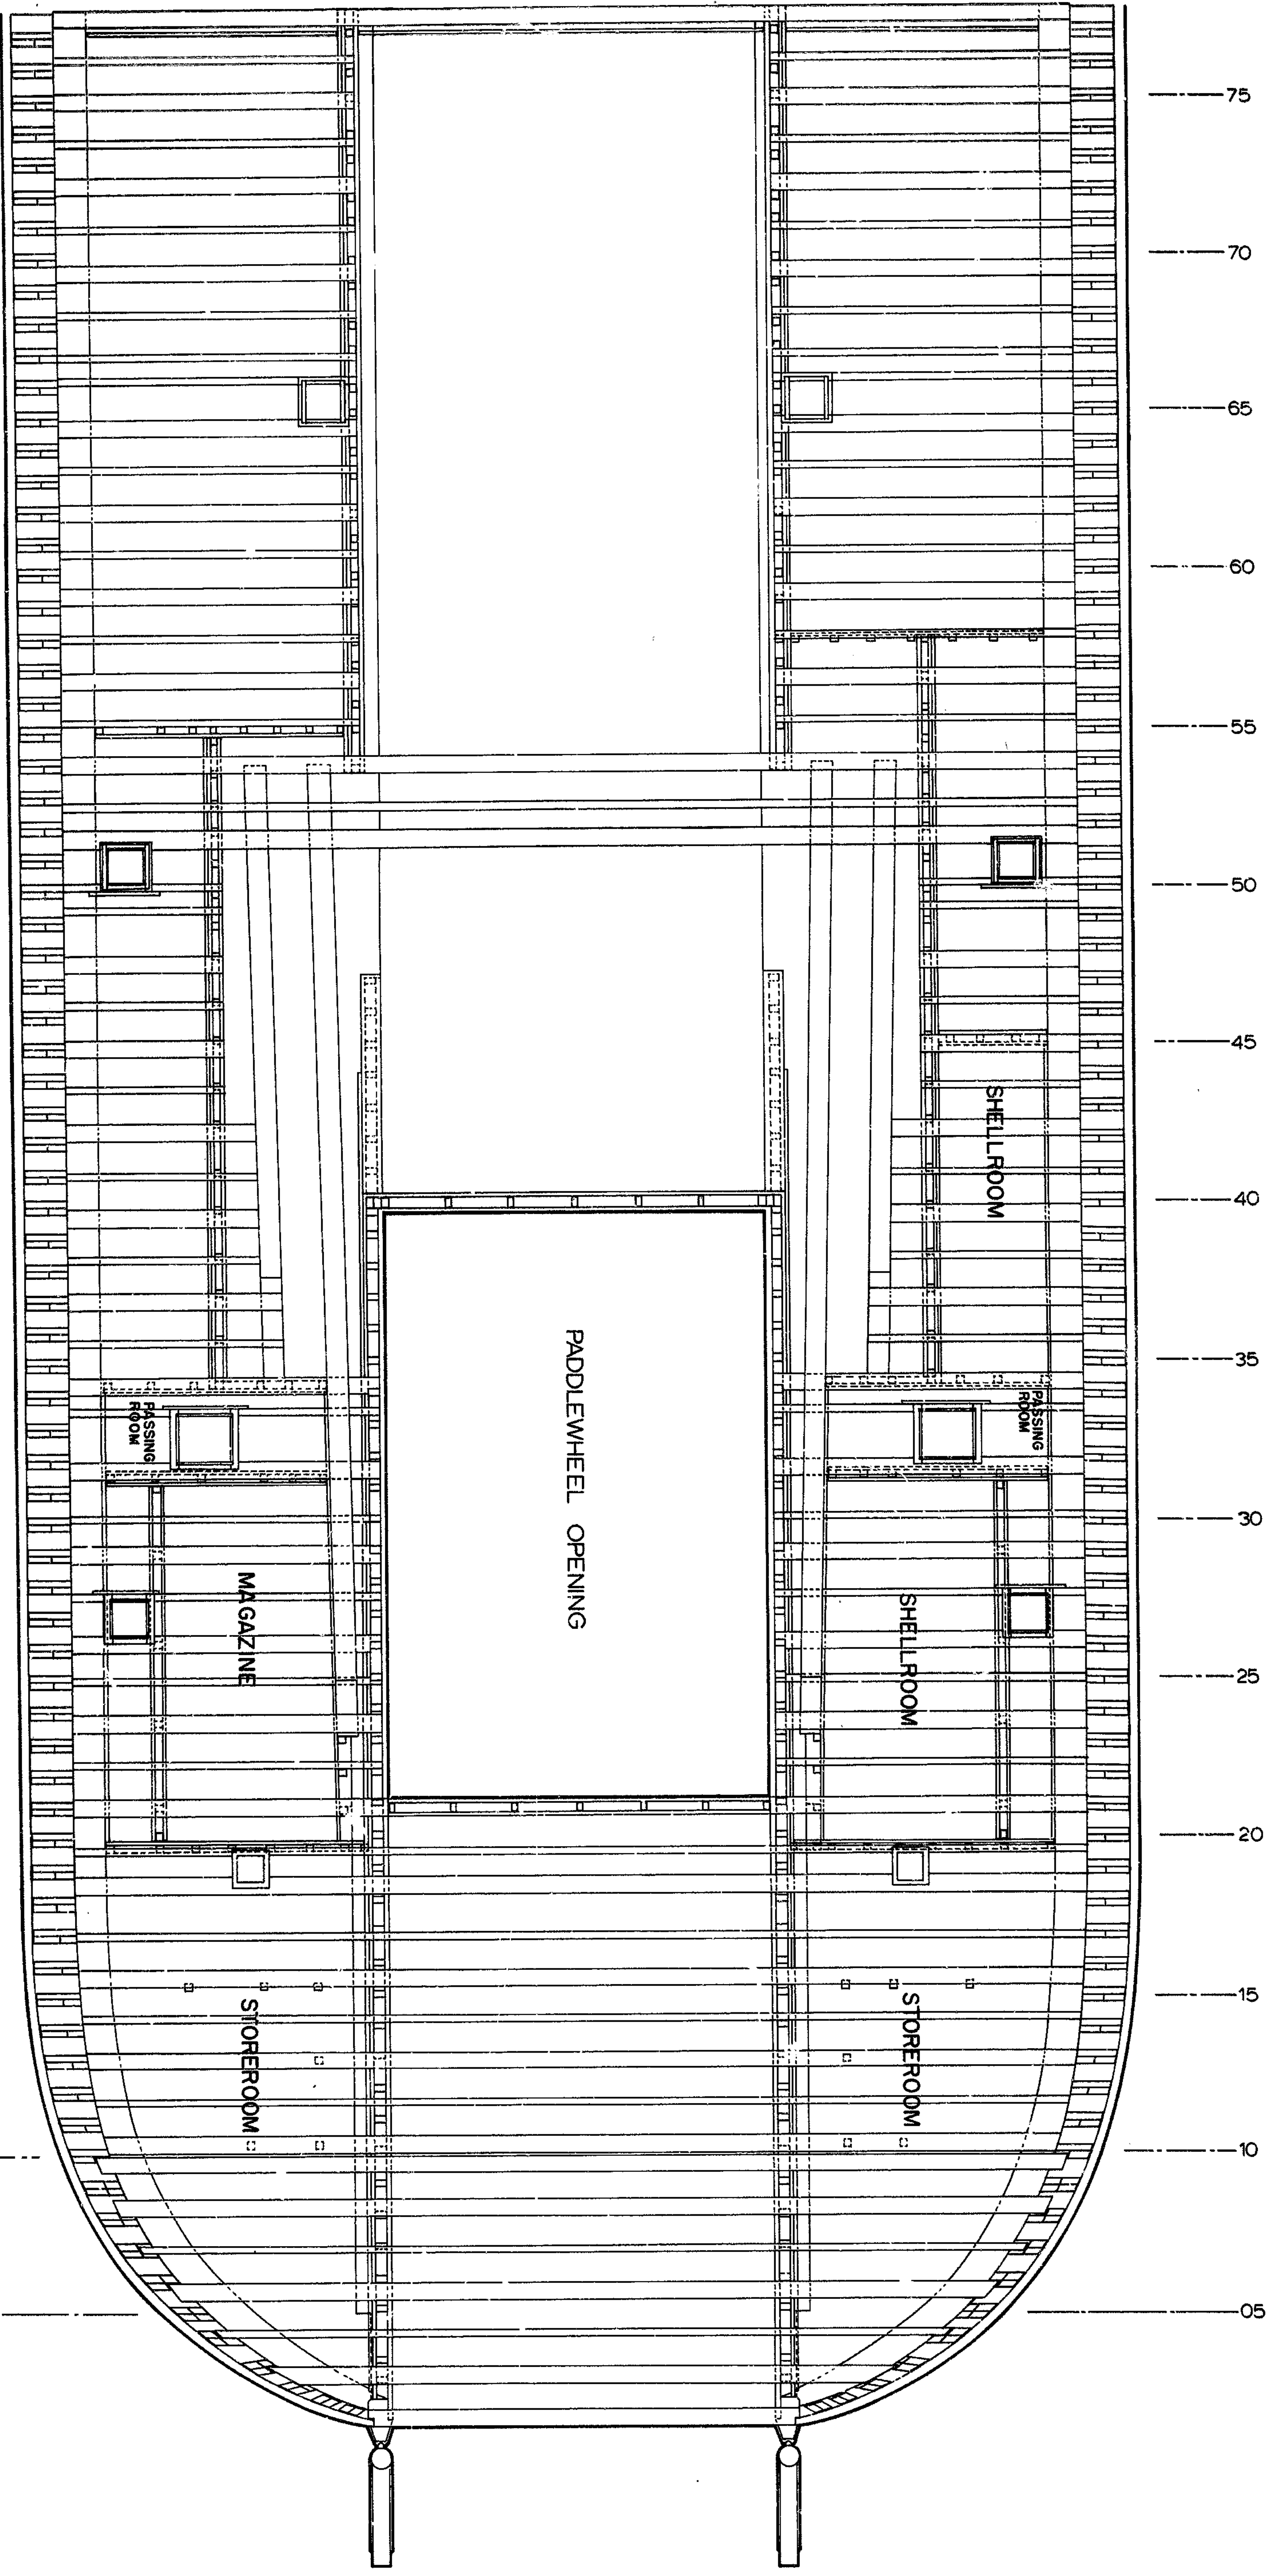 75
70
65
60
55
50
45
SHELLROOM
40
35
PASSING
ROOM
PASSING
ROOM
PADDLEWHEEL OPENING
30
MAGAZINE
SHELLROOM
25
20
15
STOREROOM
STOREROOM
10
05